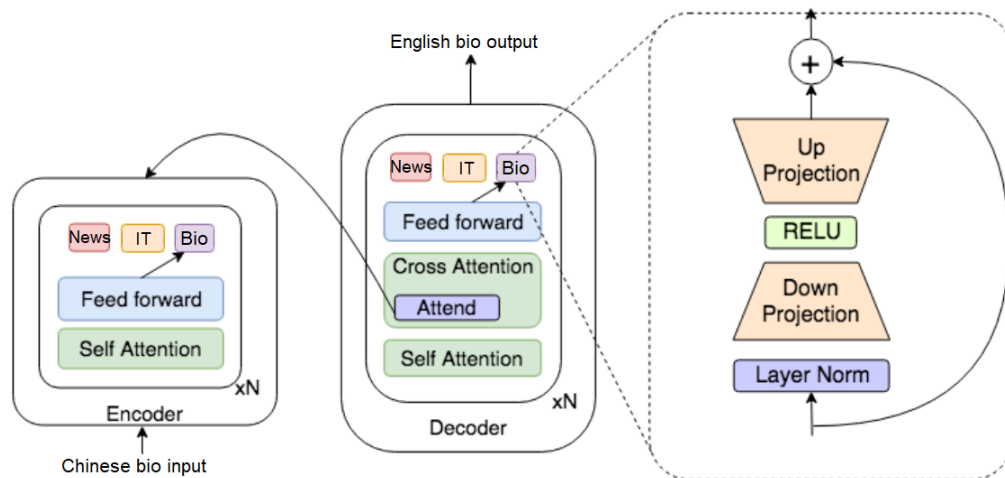 English bio output
News IT Bio
Feed forward
Cross Attention
Attend
Self Attention
xN
Decoder
News IT Bio
Feed forward
Self Attention
xN
Encoder
Chinese bio input
+
Up
Projection
RELU
Down
Projection
Layer Norm